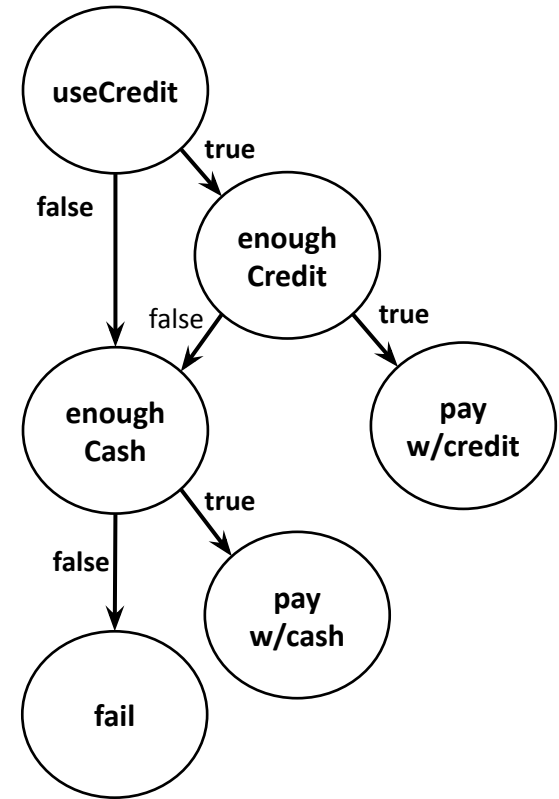 useCredit
true
false
enough
Credit
false
true
enough
Cash
pay
w/credit
true
false
pay
w/cash
fail